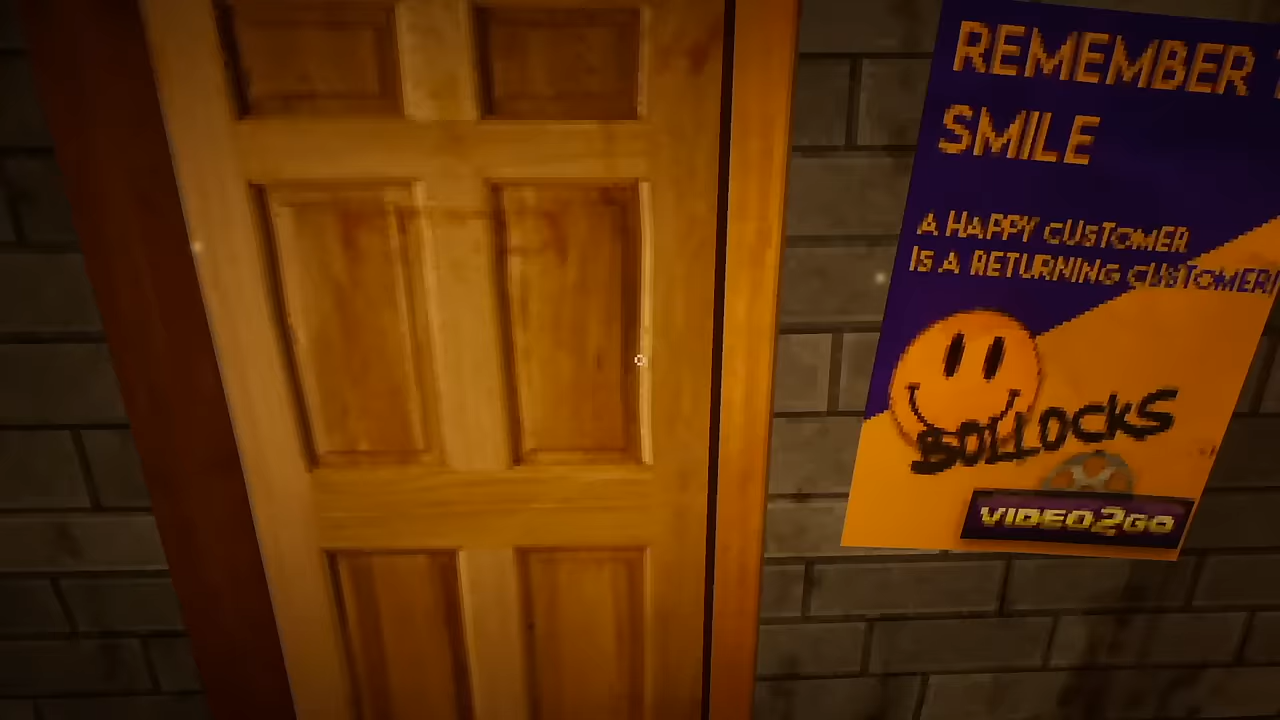 REMEMBER
SMILE
A HAPPY CUSTOMER
IS A RETURNING CUSTOMER!
BOLLOCKS
VIDEO2GO